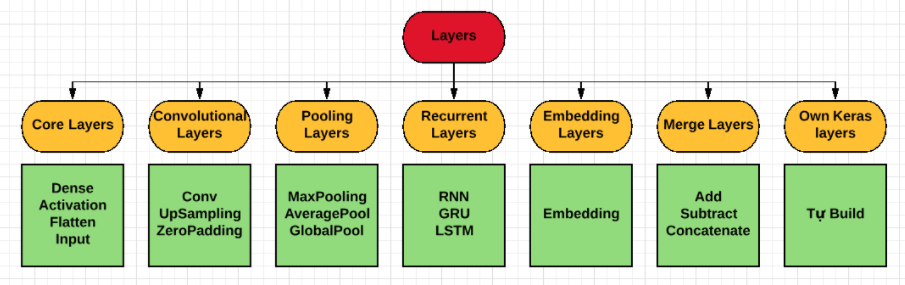 Layers
Core Layers
Convolutional
Layers
Pooling
Layers
Recurrent
Layers
Embedding
Layers
Merge Layers
Own Keras
layers
Dense
Activation
Flatten
Input
Conv
UpSampling
ZeroPadding
MaxPooling
AveragePool
GlobalPool
RNN
GRU
LSTM
Embedding
Add
Subtract
Concatenate
Tự Build